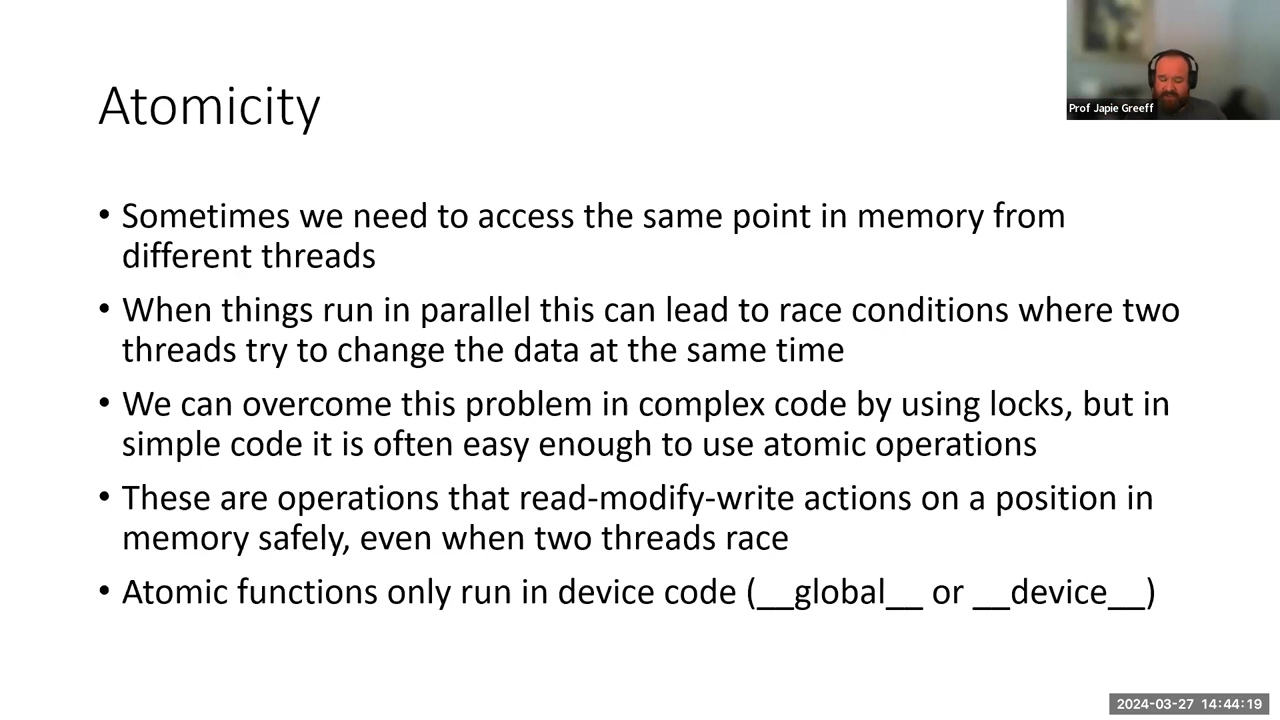 Atomicity
Prof Japie Greeff
• Sometimes we need to access the same point in memory from
different threads
• When things run in parallel this can lead to race conditions where two
threads try to change the data at the same time
• We can overcome this problem in complex code by using locks, but in
simple code it is often easy enough to use atomic operations
• These are operations that read-modify-write actions on a position in
memory safely, even when two threads race
• Atomic functions only run in device code (__global__ or __device__)
2024-03-27 14:44:19